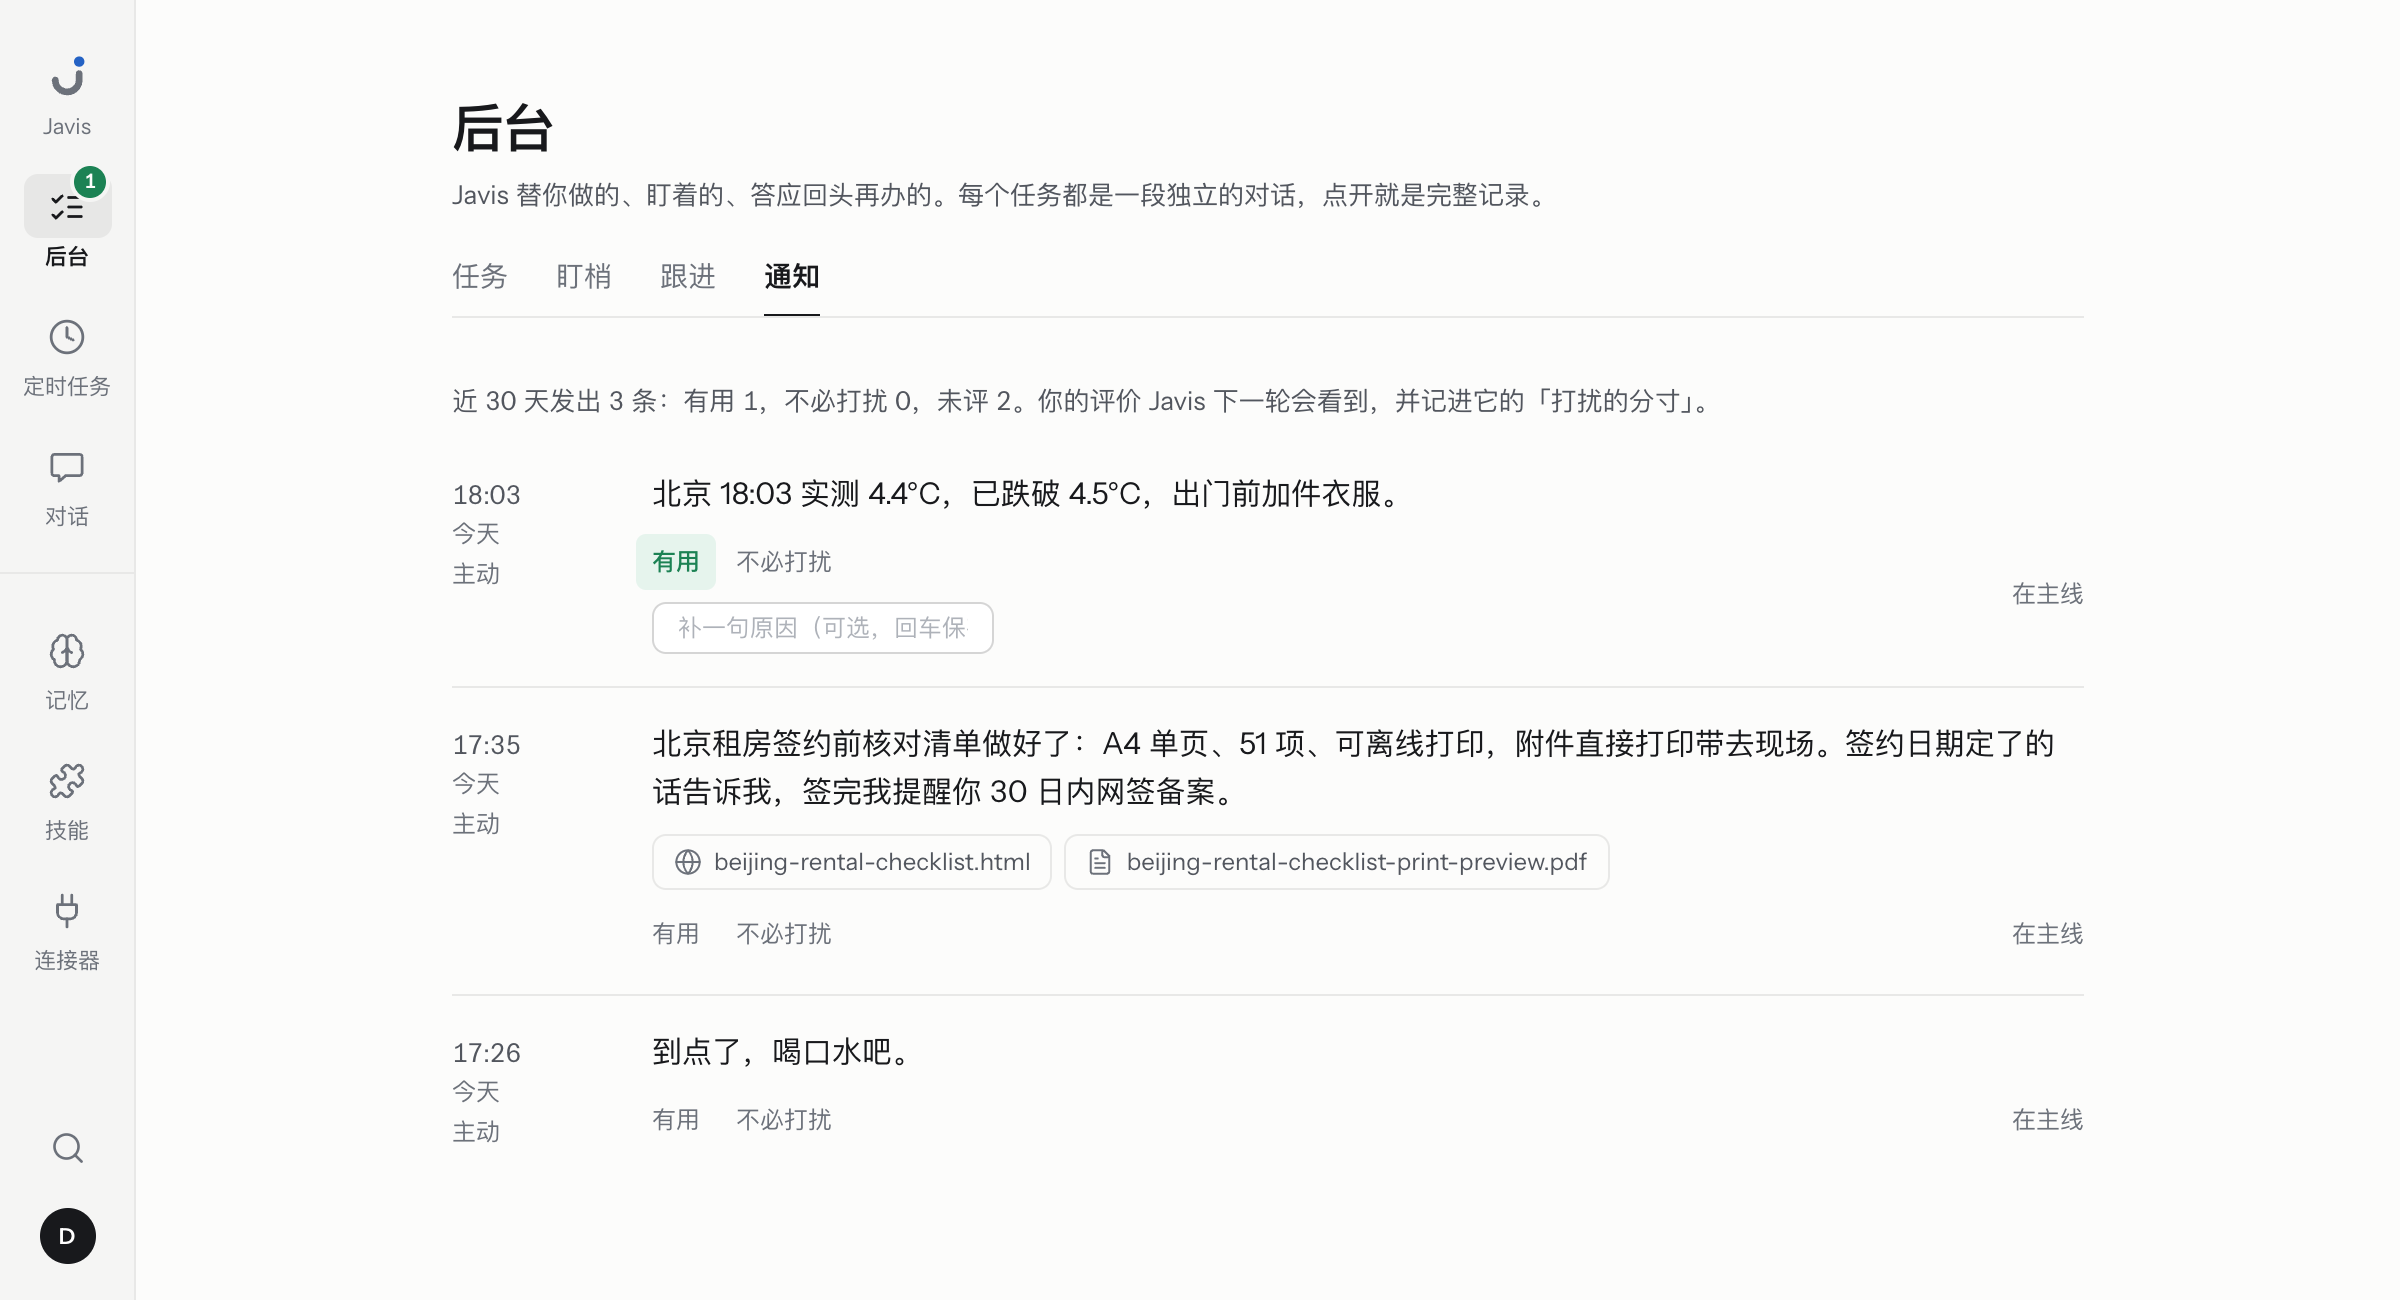 Javis
1
后台
定时任务
对话
记忆
技能
连接器
D
后台
Javis 替你做的、盯着的、答应回头再办的。每个任务都是一段独立的对话，点开就是完整记录。
任务 盯梢 跟进 通知
近 30 天发出 3 条：有用 1，不必打扰 0，未评 2。你的评价 Javis 下一轮会看到，并记进它的「打扰的分寸」。
18:03
今天
主动
北京 18:03 实测 4.4°C，已跌破 4.5°C，出门前加件衣服。
有用 不必打扰
在主线
补一句原因（可选，回车保
17:35
今天
主动
北京租房签约前核对清单做好了：A4 单页、51 项、可离线打印，附件直接打印带去现场。签约日期定了的
话告诉我，签完我提醒你 30 日内网签备案。
beijing-rental-checklist.html beijing-rental-checklist-print-preview.pdf
有用 不必打扰 在主线
17:26
今天
主动
到点了，喝口水吧。
有用 不必打扰 在主线